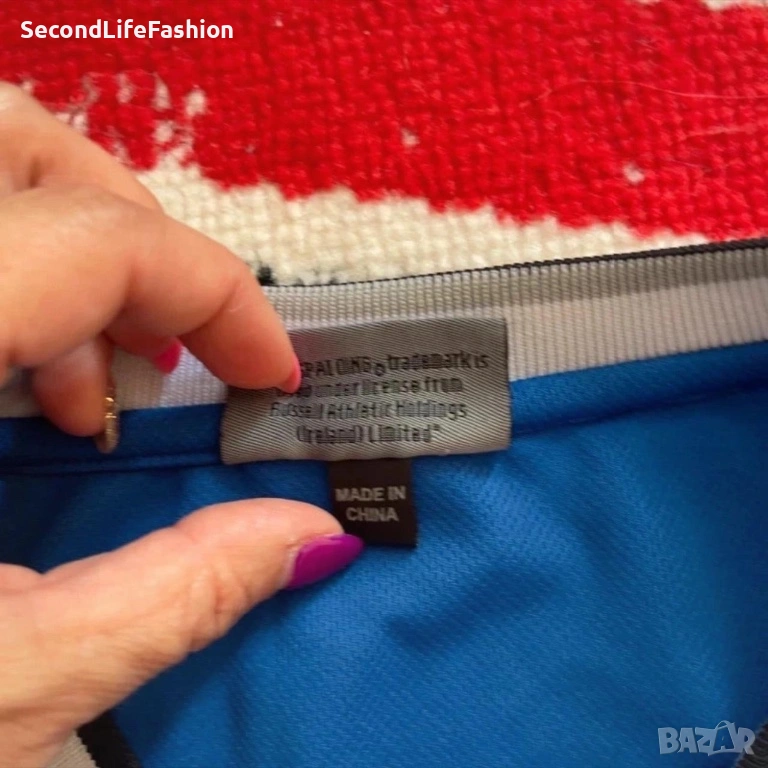 SecondLifeFashion
trademark is
under license from
Russell Athletic Holdings
(Ireland) Limited"
MADE IN
CHINA
BAZAR